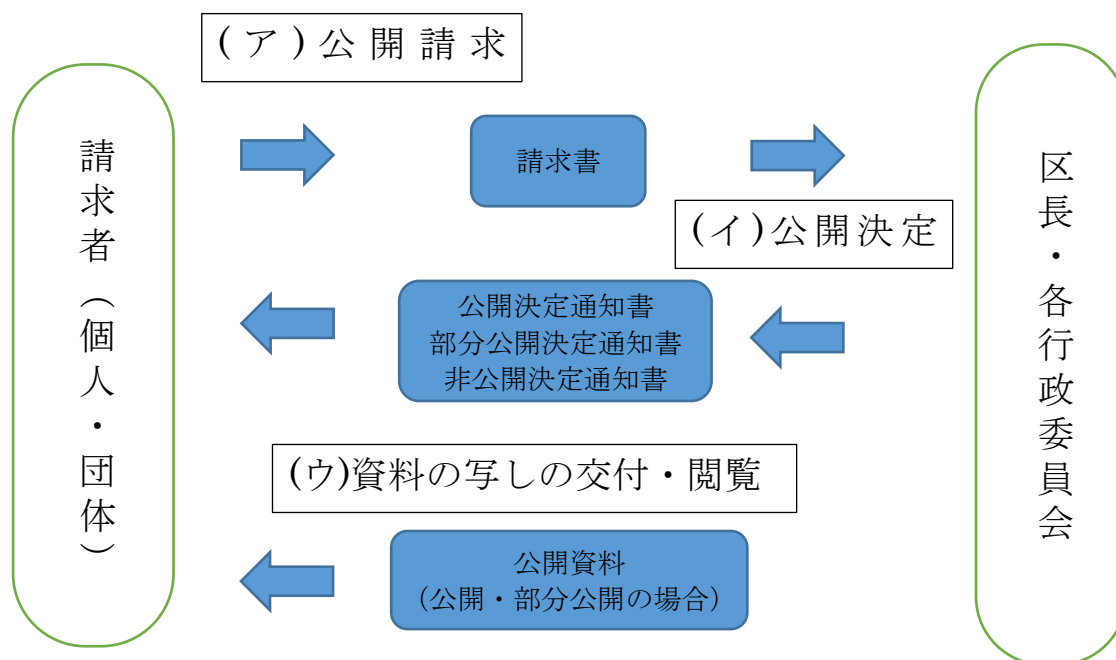 (ア)公開請求
請求者（個人・団体）
請求書
区長・各行政委員会
(イ)公開決定
公開決定通知書
部分公開決定通知書
非公開決定通知書
(ウ)資料の写しの交付・閲覧
公開資料
（公開・部分公開の場合）